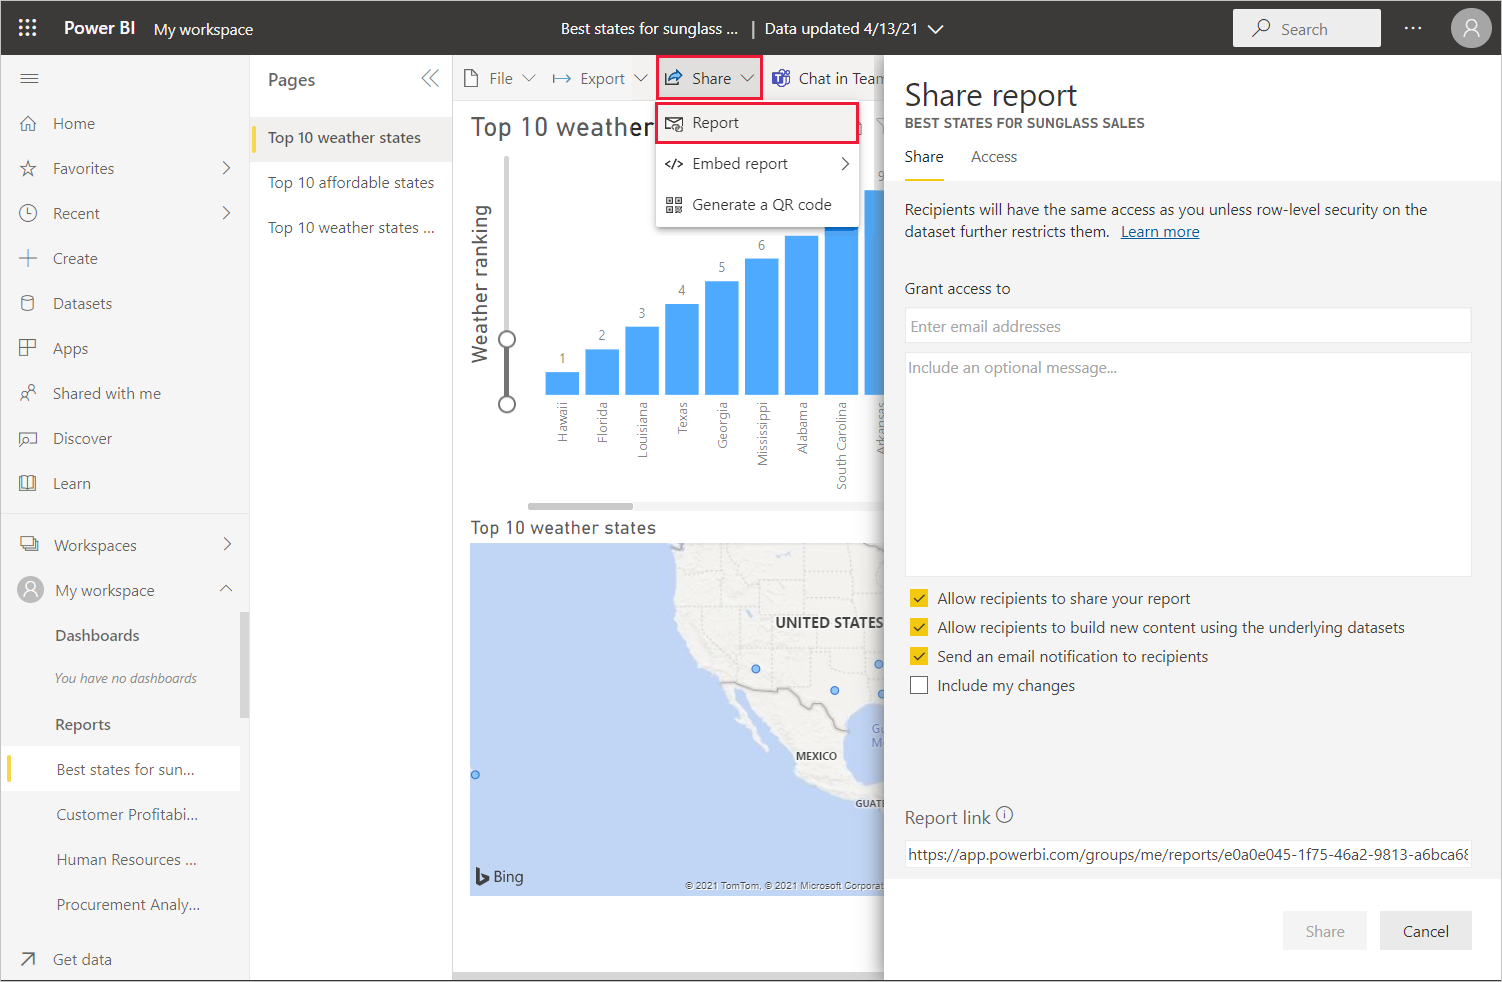 Power BI
My workspace
Best states for sunglass ... | Data updated 4/13/21
Search
Home
Favorites
Recent
Create
Datasets
Apps
Shared with me
Discover
Learn
Workspaces
My workspace
Dashboards
You have no dashboards
Reports
Best states for sun...
Customer Profitabi...
Human Resources ...
Procurement Analy...
Get data
Pages
Top 10 weather states
Top 10 affordable states
Top 10 weather states ...
File
Export
Share
Chat in Team
Report
Embed report
Generate a QR code
Top 10 weather
Weather ranking
1
2
3
4
5
6
9
Hawaii
Florida
Louisiana
Texas
Georgia
Mississippi
Alabama
South Carolina
Arkansas
Top 10 weather states
UNITED STATES
MEXICO
Gu
M
GUATE
Bing
© 2021 TomTom, © 2021 Microsoft Corporat
Share report
BEST STATES FOR SUNGLASS SALES
Share
Access
Recipients will have the same access as you unless row-level security on the
dataset further restricts them. Learn more
Grant access to
Enter email addresses
Include an optional message...
Allow recipients to share your report
Allow recipients to build new content using the underlying datasets
Send an email notification to recipients
Include my changes
Report link
https://app.powerbi.com/groups/me/reports/e0a0e045-1f75-46a2-9813-a6bca68
Share
Cancel